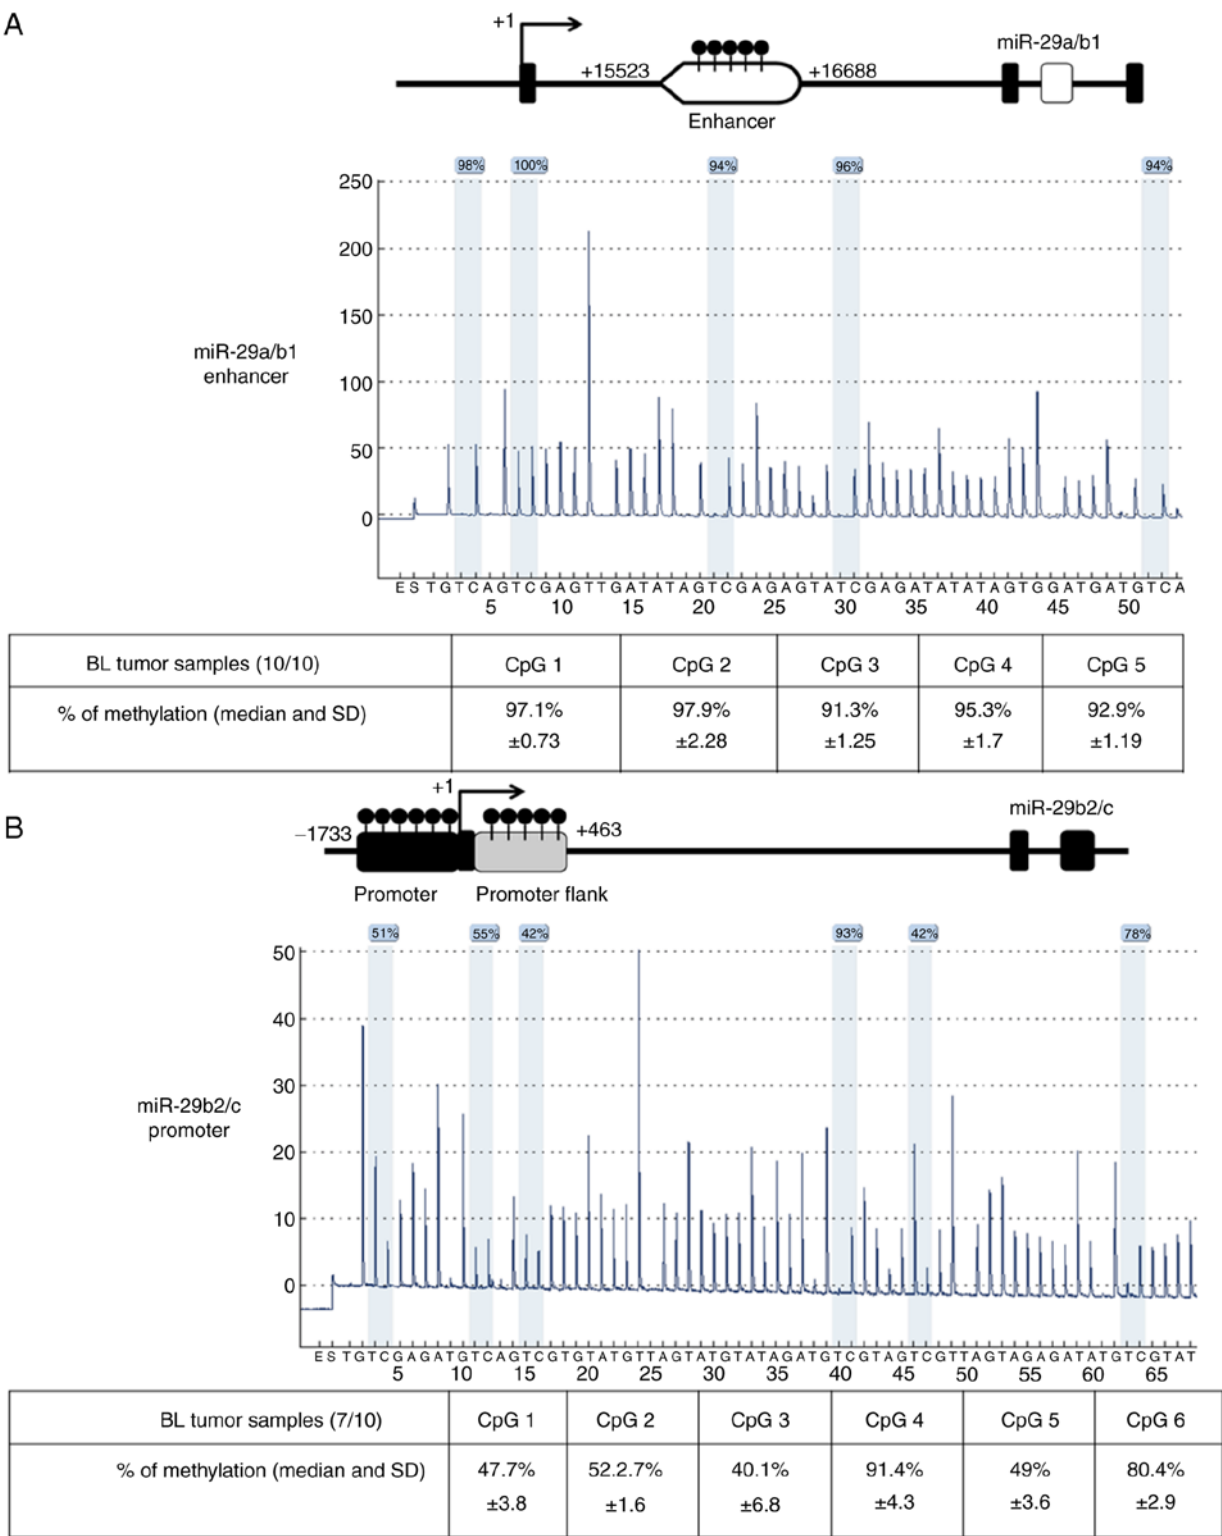 A
+1
miR-29a/b1
+15523
+16688
Enhancer
98% 100% 94% 96% 94%
250
200
150
100
50
0
miR-29a/b1
enhancer
E S T G T C A G T C G A G T T G A T A T A G T C G A G A G T A T C G A G A T A T A T A G T G G A T G A T G T C A
5 10 15 20 25 30 35 40 45 50
BL tumor samples (10/10) CpG 1 CpG 2 CpG 3 CpG 4 CpG 5
% of methylation (median and SD) 97.1% 97.9% 91.3% 95.3% 92.9%
±0.73 ±2.28 ±1.25 ±1.7 ±1.19
B
+1
miR-29b2/c
−1733
+463
Promoter Promoter flank
51% 55% 42% 93% 42% 78%
50
40
30
20
10
0
miR-29b2/c
promoter
E S T G T C G A G A T G T C A G T C G T G T A T G T T A G T A T G T A T A G A T G T C G T A G T C G T T A G T A G A G A T A T G T C G T A T
5 10 15 20 25 30 35 40 45 50 55 60 65
BL tumor samples (7/10) CpG 1 CpG 2 CpG 3 CpG 4 CpG 5 CpG 6
% of methylation (median and SD) 47.7% 52.2.7% 40.1% 91.4% 49% 80.4%
±3.8 ±1.6 ±6.8 ±4.3 ±3.6 ±2.9